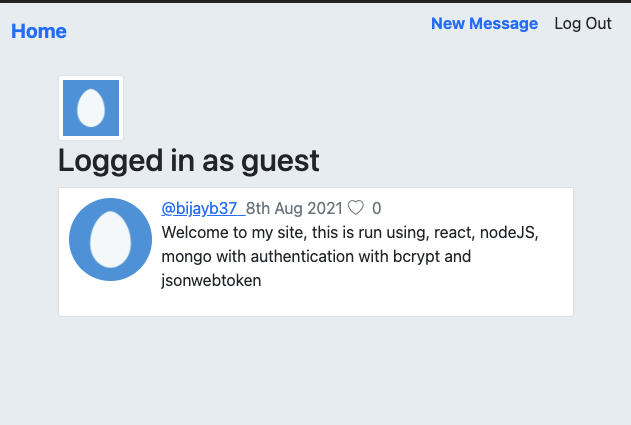 Home
New Message Log Out
Logged in as guest
@bijayb37 8th Aug 2021 0
Welcome to my site, this is run using, react, nodeJS,
mongo with authentication with bcrypt and
jsonwebtoken